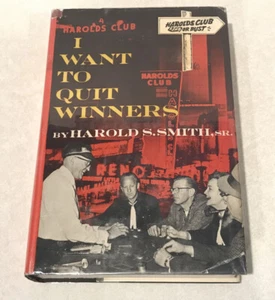 HAROLDS CLUB
HAROLDS CLUB
OR BUST
I
WANT
TO
QUIT
WINNERS
BY HAROLD S. SMITH, SR.
HAROLDS
CLUB
RENO